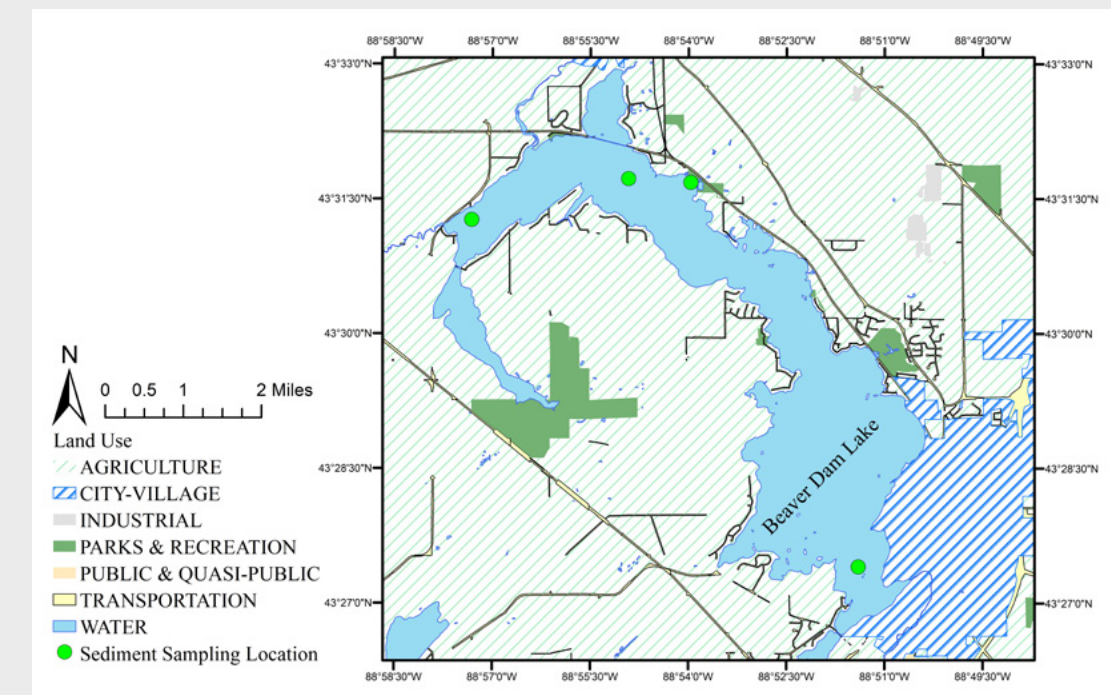 88°58'30"W 88°57'0"W 88°55'30"W 88°54'0"W 88°52'30"W 88°51'0"W 88°49'30"W
43°33'0"N 43°33'0"N
43°31'30"N 43°31'30"N
43°30'0"N 43°30'0"N
43°28'30"N 43°28'30"N
43°27'0"N 43°27'0"N
Beaver Dam Lake
N
0 0.5 1 2 Miles
Land Use
AGRICULTURE
CITY-VILLAGE
INDUSTRIAL
PARKS & RECREATION
PUBLIC & QUASI-PUBLIC
TRANSPORTATION
WATER
Sediment Sampling Location
88°58'30"W 88°57'0"W 88°55'30"W 88°54'0"W 88°52'30"W 88°51'0"W 88°49'30"W